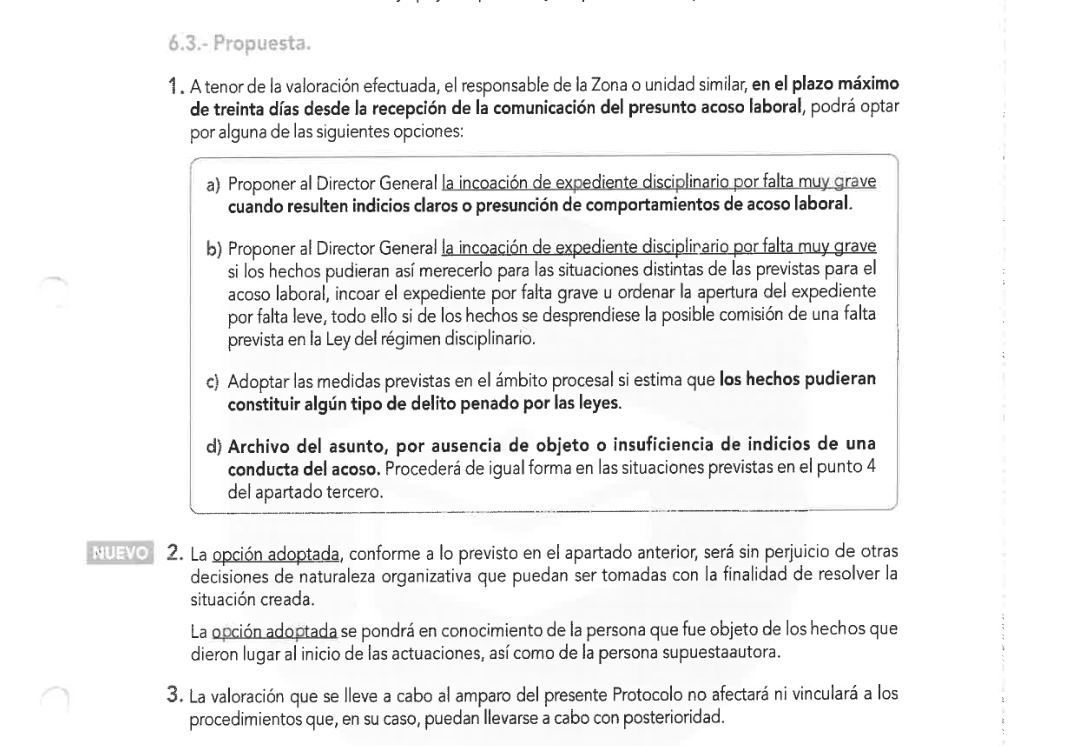 6.3.- Propuesta.
1. A tenor de la valoración efectuada, el responsable de la Zona o unidad similar, en el plazo máximo
de treinta días desde la recepción de la comunicación del presunto acoso laboral, podrá optar
por alguna de las siguientes opciones:
a) Proponer al Director General la incoación de expediente disciplinario por falta muy grave
cuando resulten indicios claros o presunción de comportamientos de acoso laboral.
b) Proponer al Director General la incoación de expediente disciplinario por falta muy grave
si los hechos pudieran así merecerlo para las situaciones distintas de las previstas para el
acoso laboral, incoar el expediente por falta grave u ordenar la apertura del expediente
por falta leve, todo ello si de los hechos se desprendiese la posible comisión de una falta
prevista en la Ley del régimen disciplinario.
c) Adoptar las medidas previstas en el ámbito procesal si estima que los hechos pudieran
constituir algún tipo de delito penado por las leyes.
d) Archivo del asunto, por ausencia de objeto o insuficiencia de indicios de una
conducta del acoso. Procederá de igual forma en las situaciones previstas en el punto 4
del apartado tercero.
NUEVO 2. La opción adoptada, conforme a lo previsto en el apartado anterior, será sin perjuicio de otras
decisiones de naturaleza organizativa que puedan ser tomadas con la finalidad de resolver la
situación creada.
La opción adoptada se pondrá en conocimiento de la persona que fue objeto de los hechos que
dieron lugar al inicio de las actuaciones, así como de la persona supuestaautora.
3. La valoración que se lleve a cabo al amparo del presente Protocolo no afectará ni vinculará a los
procedimientos que, en su caso, puedan llevarse a cabo con posterioridad.